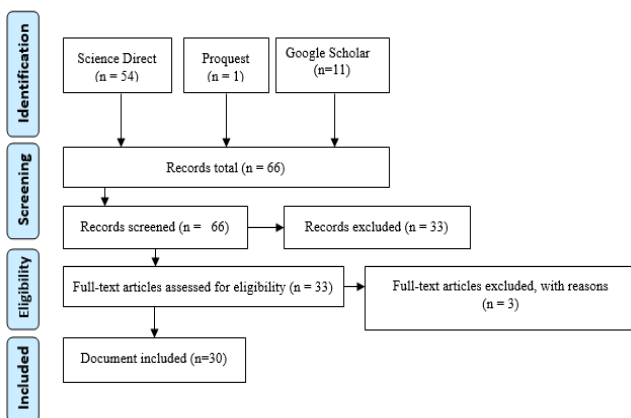 Identification
Science Direct
(n = 54)
Proquest
(n = 1)
Google Scholar
(n=11)
Screening
Records total (n = 66)
Records screened (n = 66)
Records excluded (n = 33)
Eligibility
Full-text articles assessed for eligibility (n = 33)
Full-text articles excluded, with reasons
(n = 3)
Included
Document included (n=30)